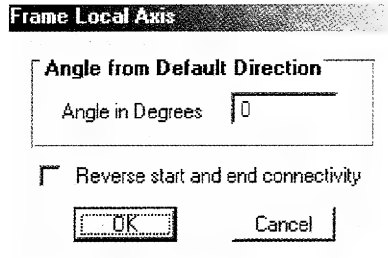 Frame Local Axis
Angle from Default Direction
Angle in Degrees 0
Reverse start and end connectivity
OK Cancel